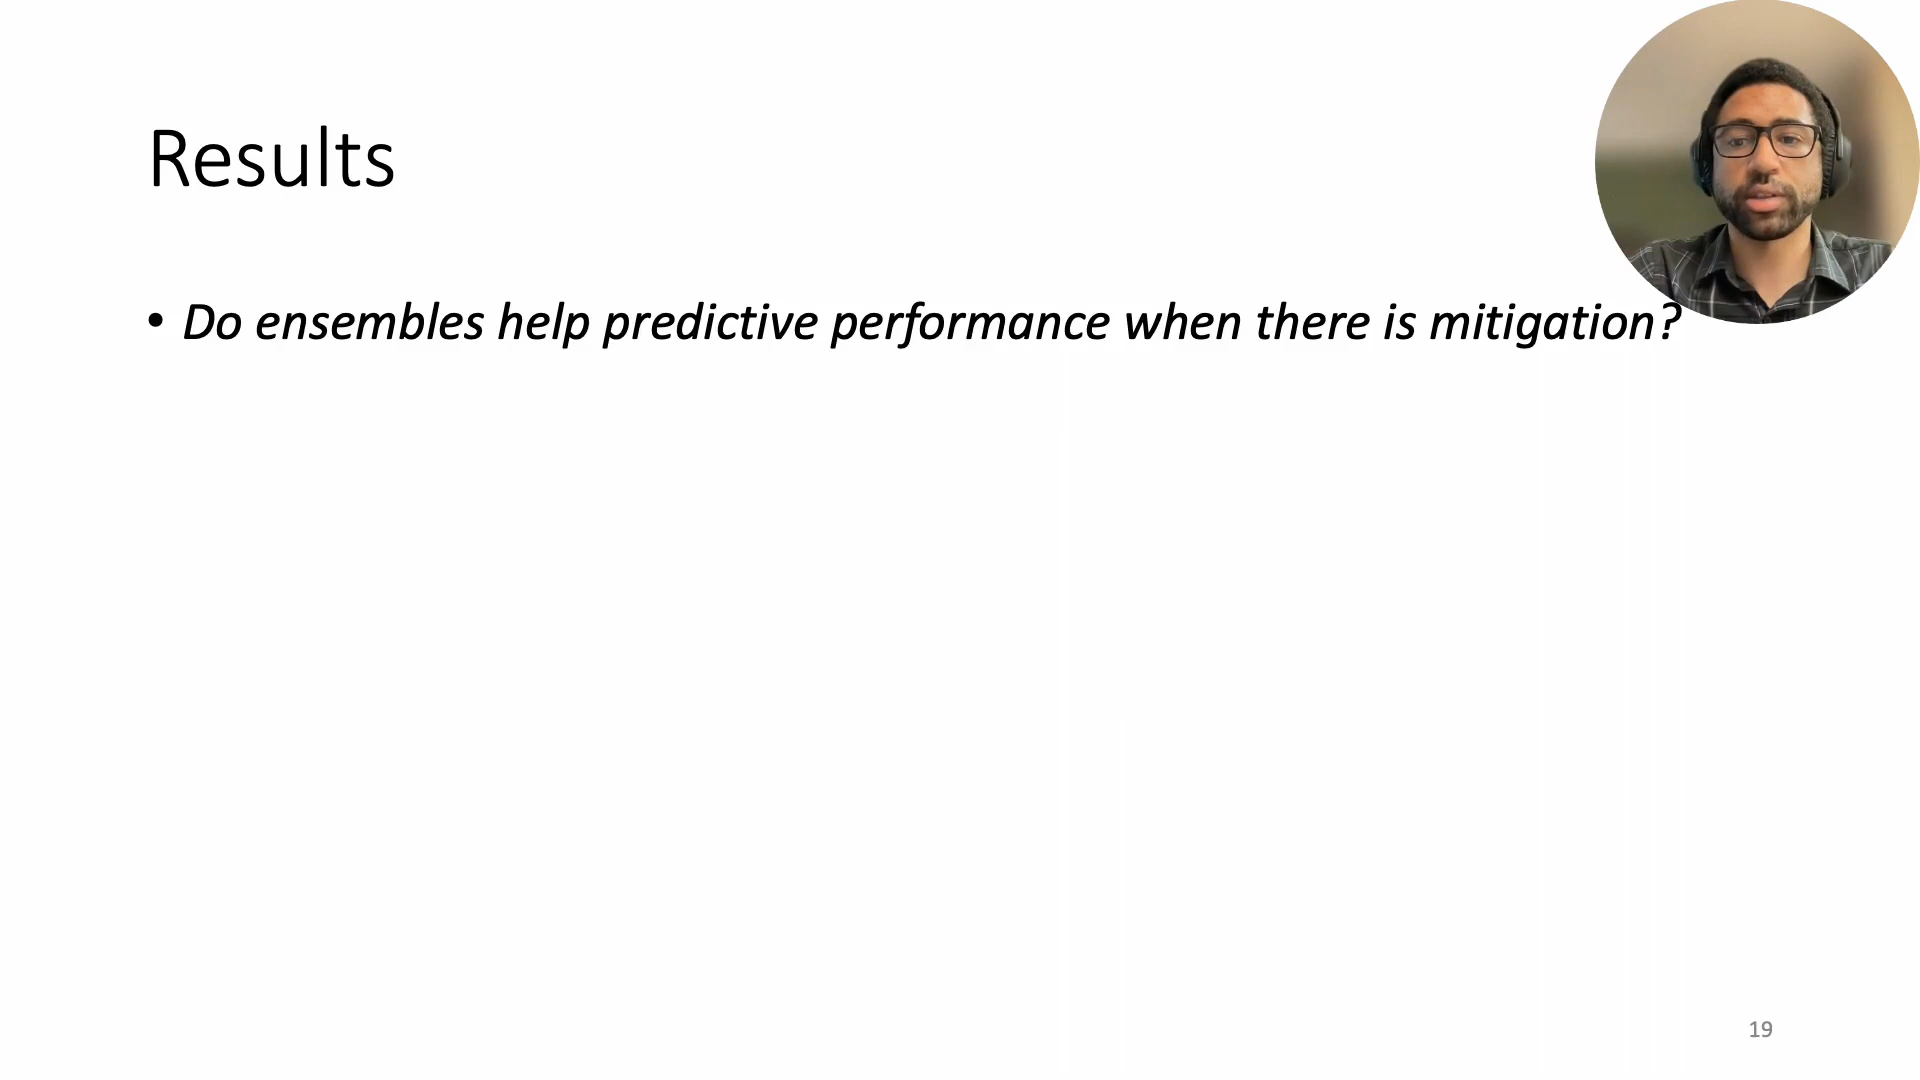 Results
• Do ensembles help predictive performance when there is mitigation?
19